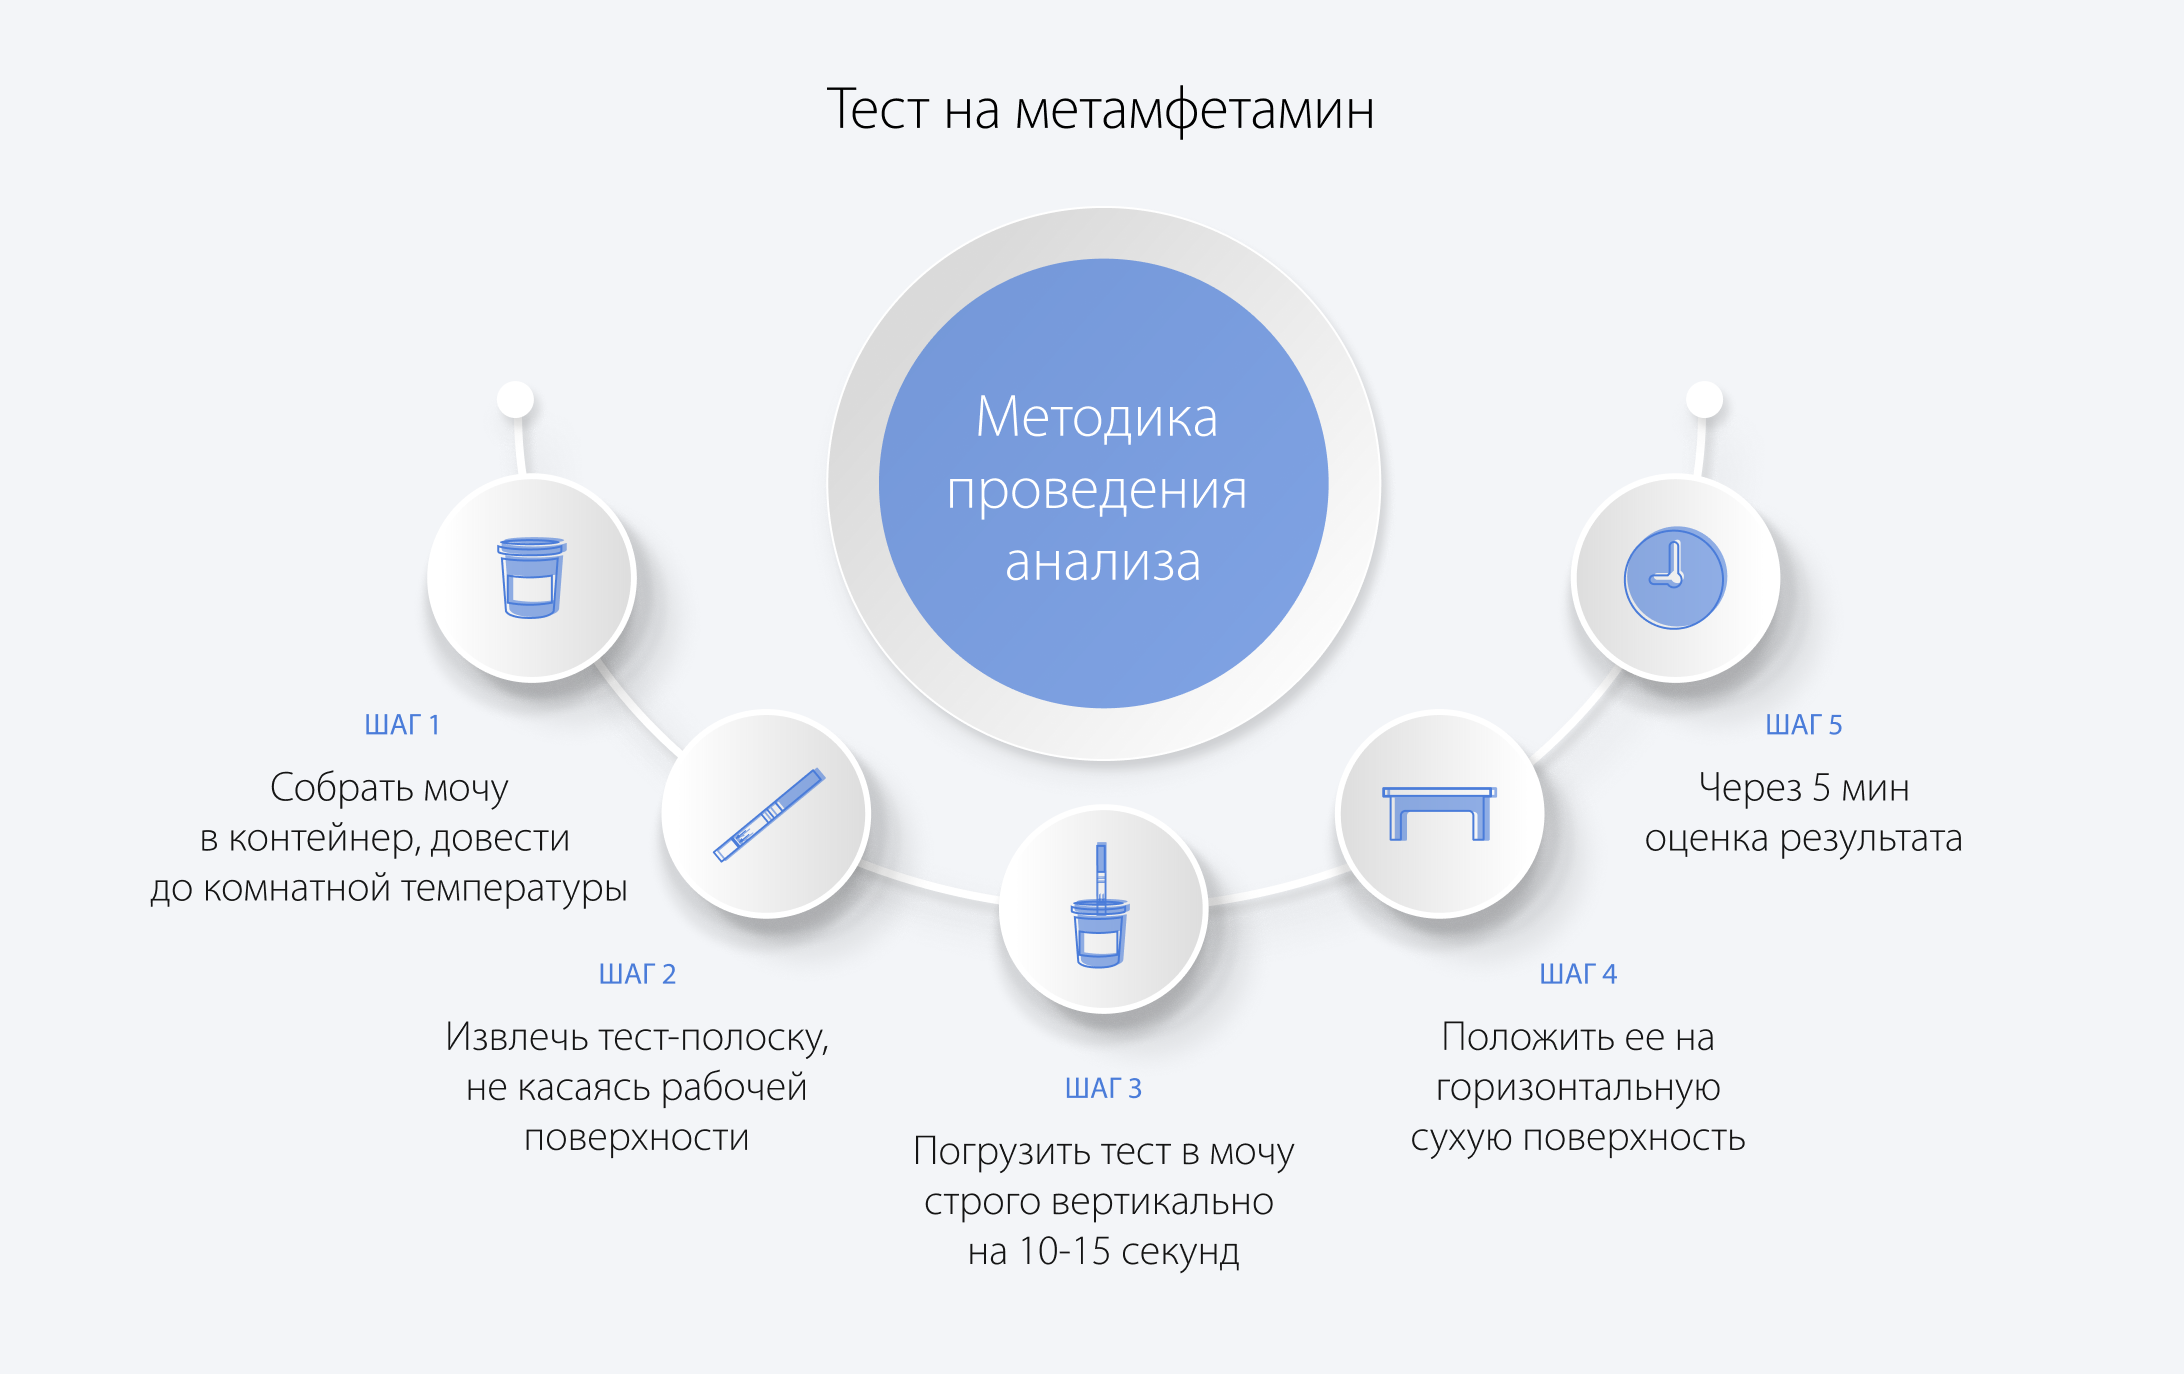 Тест на метамфетамин
Методика
проведения
анализа
ШАГ 1
Собрать мочу
в контейнер, довести
до комнатной температуры
ШАГ 2
Извлечь тест-полоску,
не касаясь рабочей
поверхности
ШАГ 3
Погрузить тест в мочу
строго вертикально
на 10-15 секунд
ШАГ 4
Положить ее на
горизонтальную
сухую поверхность
ШАГ 5
Через 5 мин
оценка результата